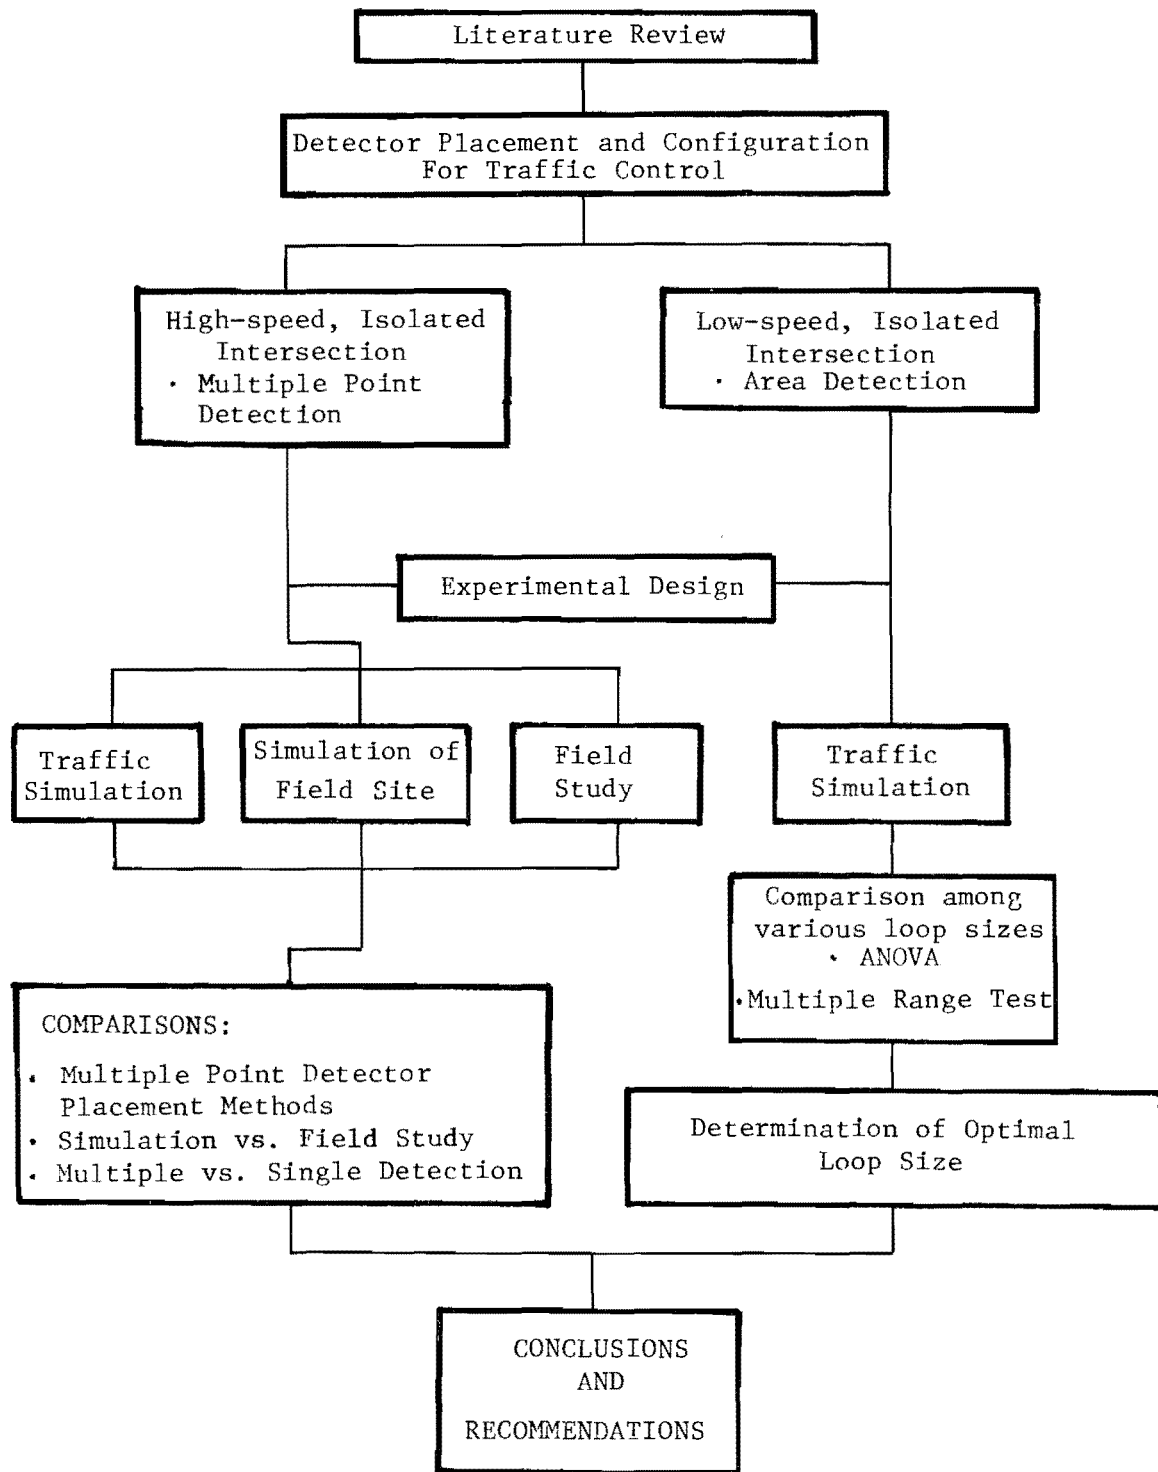 Literature Review
Detector Placement and Configuration
For Traffic Control
High-speed, Isolated
Intersection
· Multiple Point
Detection
Low-speed, Isolated
Intersection
· Area Detection
Experimental Design
Traffic
Simulation
Simulation of
Field Site
Field
Study
Traffic
Simulation
Comparison among
various loop sizes
· ANOVA
·Multiple Range Test
COMPARISONS:
· Multiple Point Detector
Placement Methods
· Simulation vs. Field Study
· Multiple vs. Single Detection
Determination of Optimal
Loop Size
CONCLUSIONS
AND
RECOMMENDATIONS